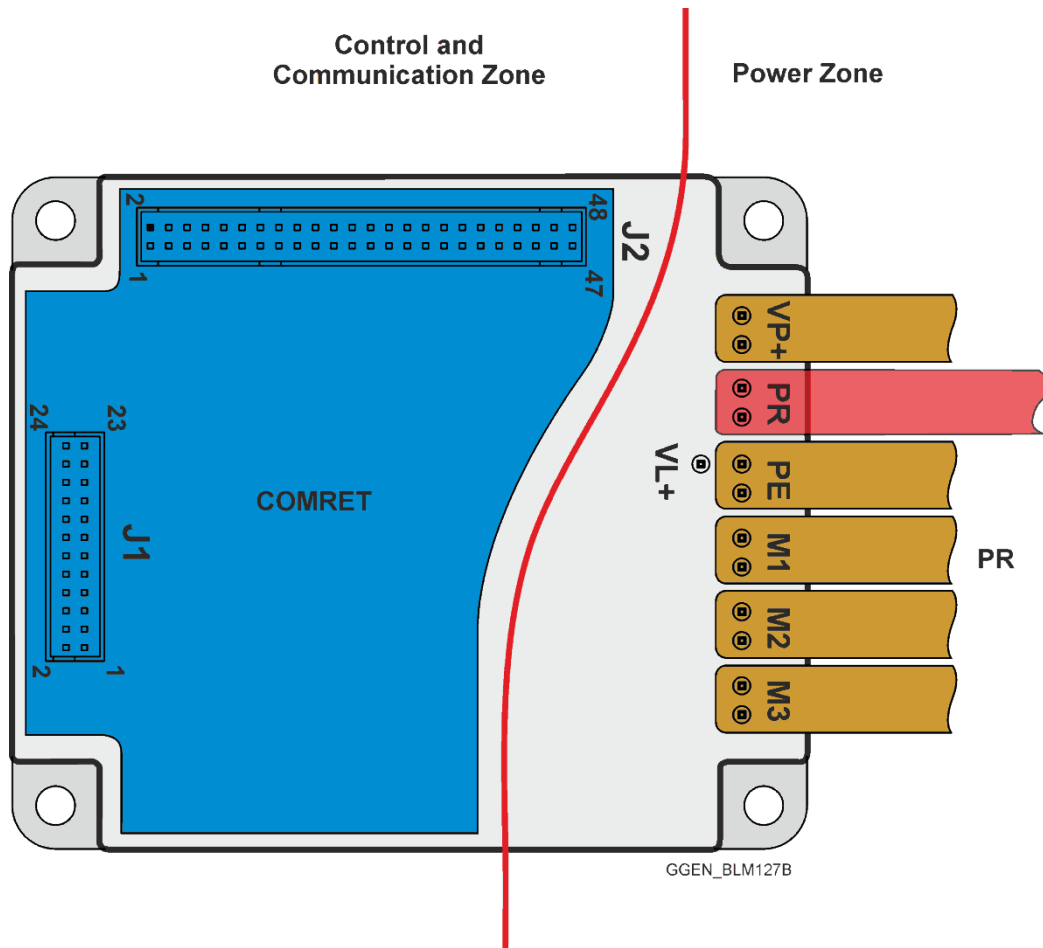 Control and
Communication Zone
Power Zone
2
48
J2
1
47
VP+
PR
VL+
PE
24
23
COMRET
J1
M1
PR
M2
2
1
M3
GGEN_BLM127B